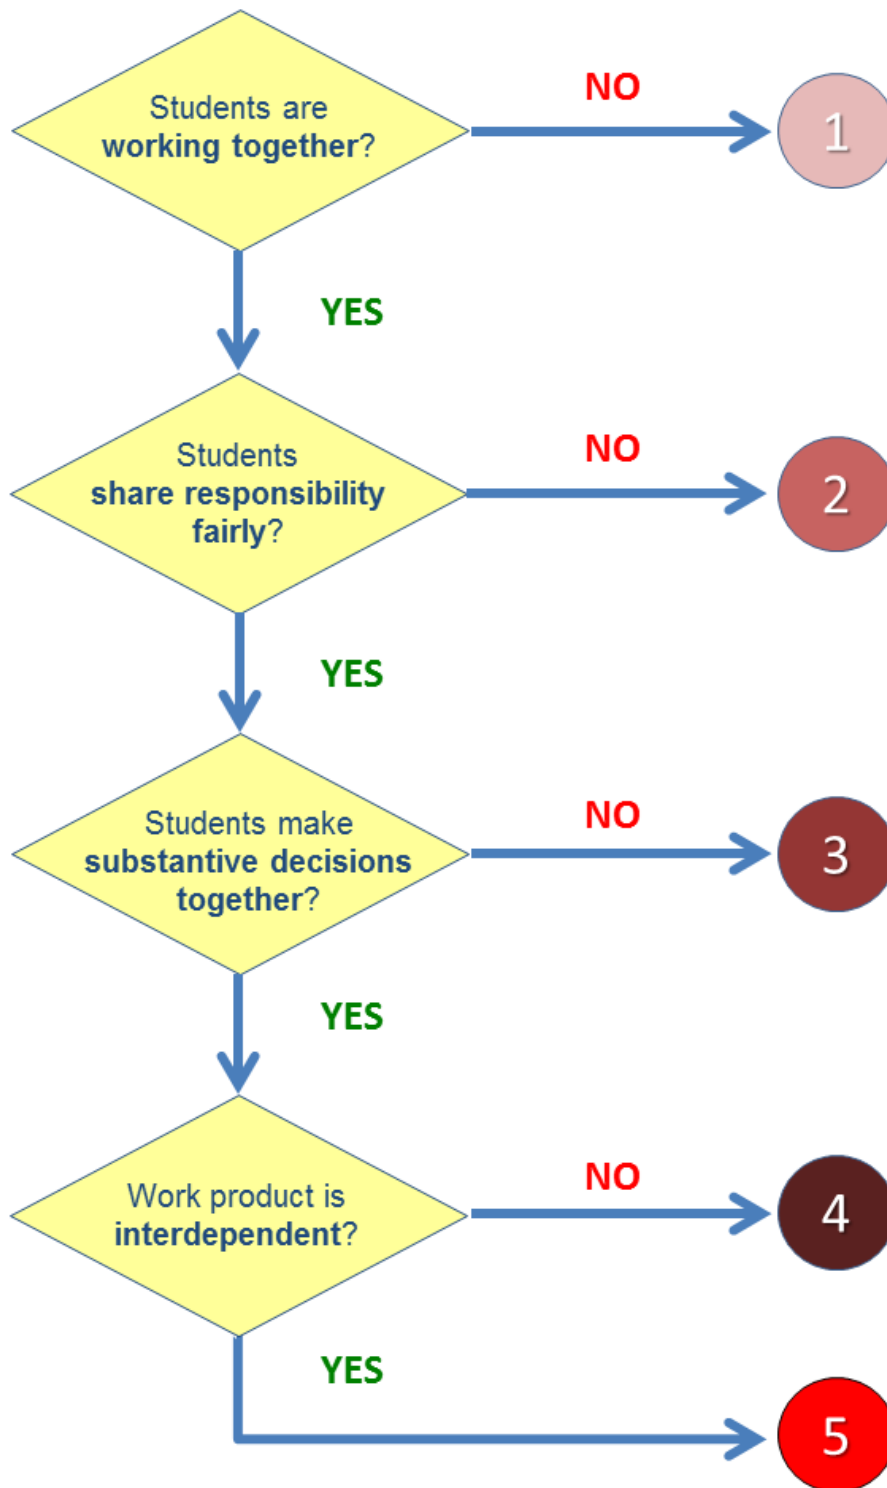 Students are
working together?
NO
1
YES
Students
share responsibility
fairly?
NO
2
YES
Students make
substantive decisions
together?
NO
3
YES
Work product is
interdependent?
NO
4
YES
5